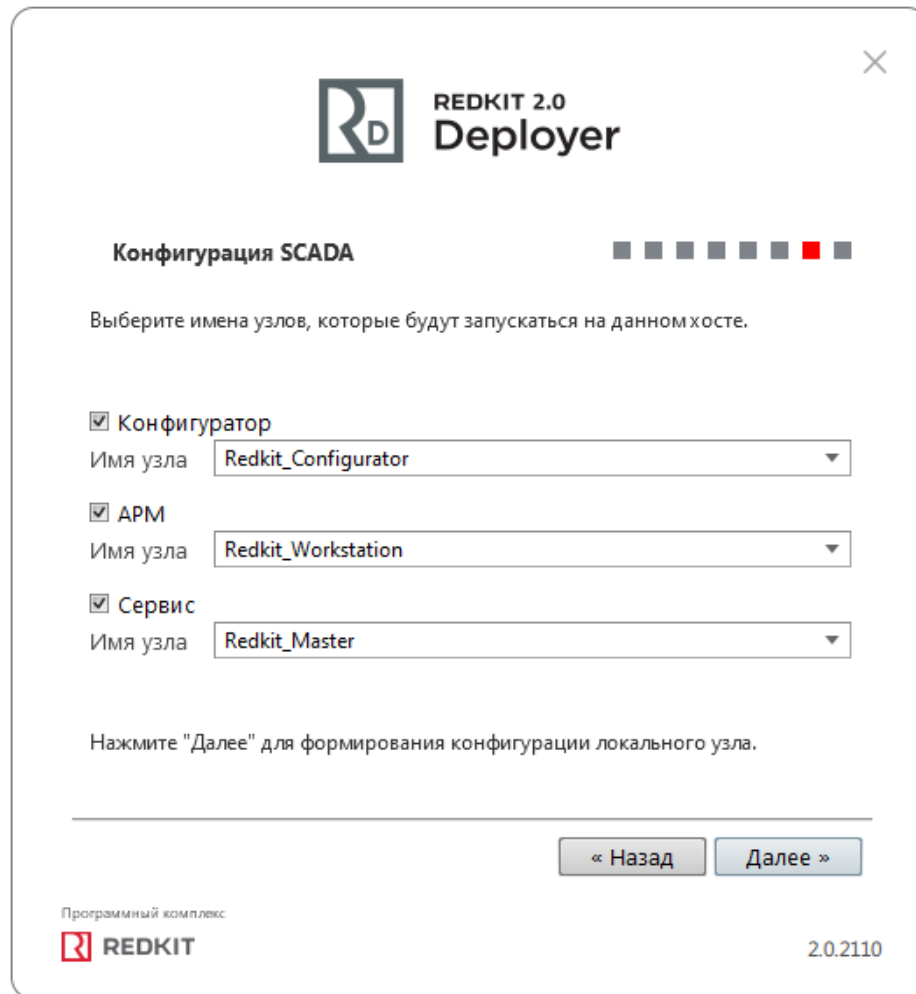 REDKIT 2.0
Deployer
Конфигурация SCADA
Выберите имена узлов, которые будут запускаться на данном хосте.
Конфигуратор
Имя узла Redkit_Configurator
АРМ
Имя узла Redkit_Workstation
Сервис
Имя узла Redkit_Master
Нажмите "Далее" для формирования конфигурации локального узла.
« Назад Далее »
Программный комплекс
REDKIT 2.0.2110